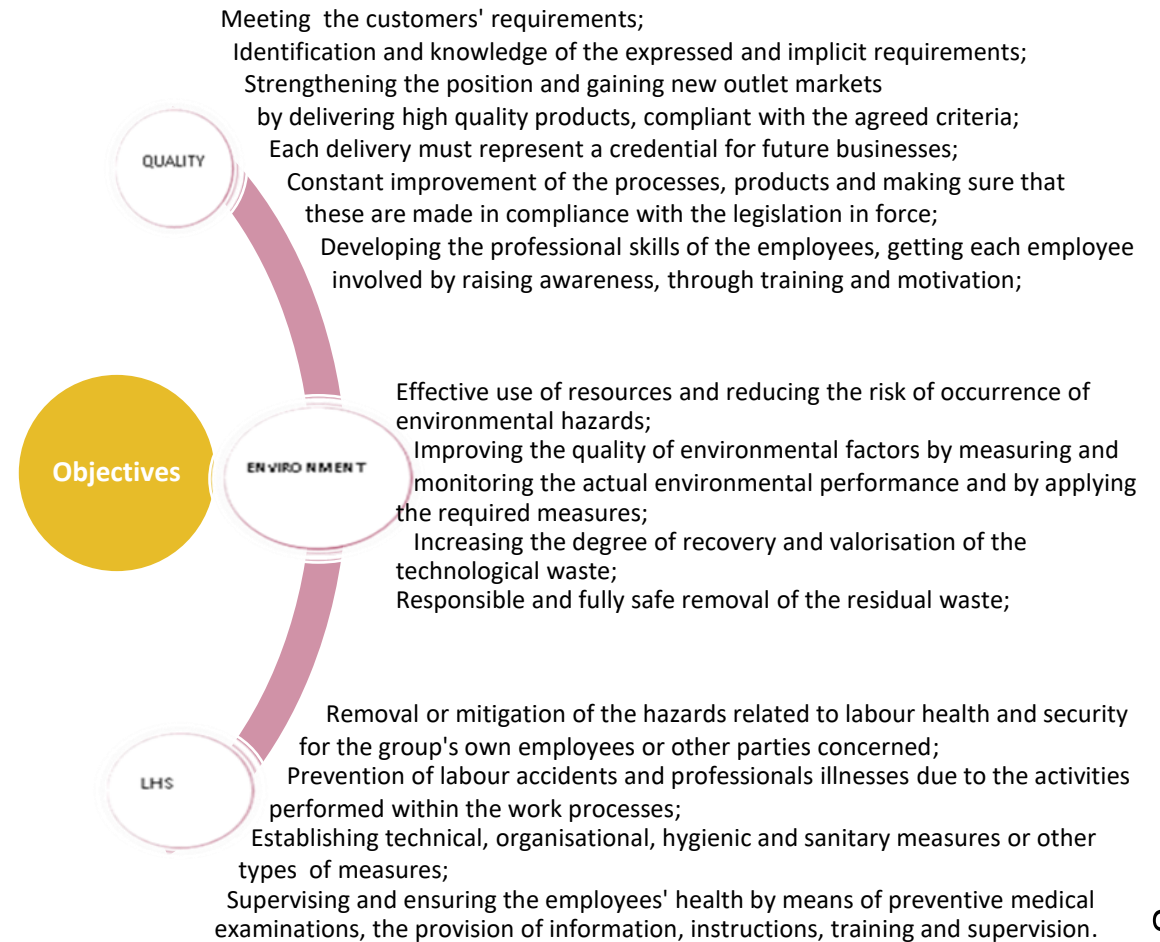 Meeting the customers' requirements;
Identification and knowledge of the expressed and implicit requirements;
Strengthening the position and gaining new outlet markets
by delivering high quality products, compliant with the agreed criteria;
Each delivery must represent a credential for future businesses;
Constant improvement of the processes, products and making sure that
these are made in compliance with the legislation in force;
Developing the professional skills of the employees, getting each employee
involved by raising awareness, through training and motivation;
QUALITY
Objectives
ENVIRONMENT
Effective use of resources and reducing the risk of occurrence of
environmental hazards;
Improving the quality of environmental factors by measuring and
monitoring the actual environmental performance and by applying
the required measures;
Increasing the degree of recovery and valorisation of the
technological waste;
Responsible and fully safe removal of the residual waste;
LHS
Removal or mitigation of the hazards related to labour health and security
for the group's own employees or other parties concerned;
Prevention of labour accidents and professionals illnesses due to the activities
performed within the work processes;
Establishing technical, organisational, hygienic and sanitary measures or other
types of measures;
Supervising and ensuring the employees' health by means of preventive medical
examinations, the provision of information, instructions, training and supervision.